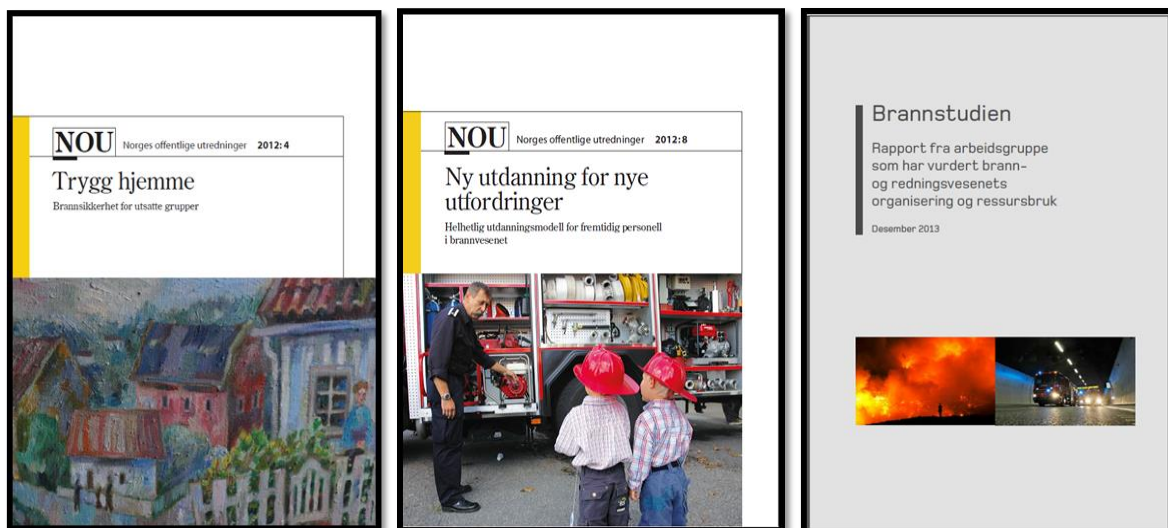 NOU Norges offentlige utredninger 2012: 4
Trygg hjemme
Brannsikkerhet for utsatte grupper
NOU Norges offentlige utredninger 2012: 8
Ny utdanning for nye
utfordringer
Helhetlig utdanningsmodell for fremtidig personell
i brannvesenet
Brannstudien
Rapport fra arbeidsgruppe
som har vurdert brann-
og redningsvesenets
organisering og ressursbruk
Desember 2013